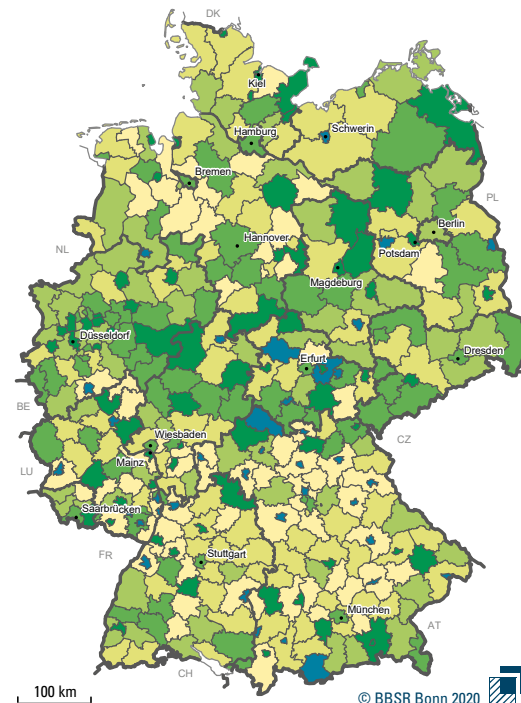 DK
Kiel
Hamburg
Schwerin
Bremen
PL
Berlin
Hannover
Potsdam
NL
Magdeburg
Düsseldorf
Erfurt
Dresden
BE
Wiesbaden
CZ
Mainz
LU
Saarbrücken
FR
Stuttgart
München
AT
CH
100 km
© BBSR Bonn 2020